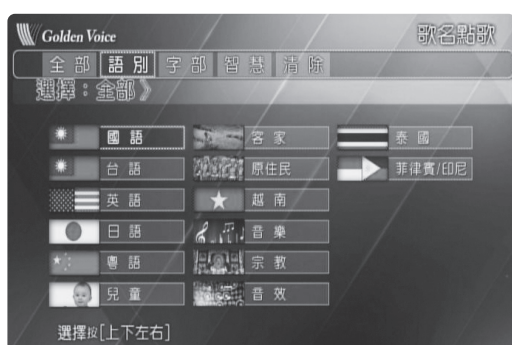 Golden Voice
歌名點歌
全部 語別 字部 智慧 清除
選擇：全部》
國語 客家 泰國
台語 原住民 菲律賓/印尼
英語 越南
日語 音樂
粵語 宗教
兒童 音效
選擇按[上下左右]